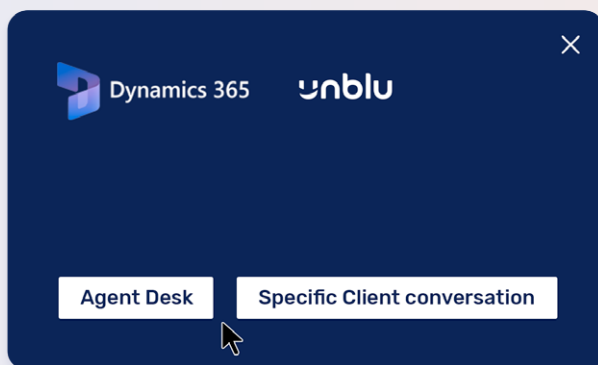 Dynamics 365
unblu
Agent Desk
Specific Client conversation